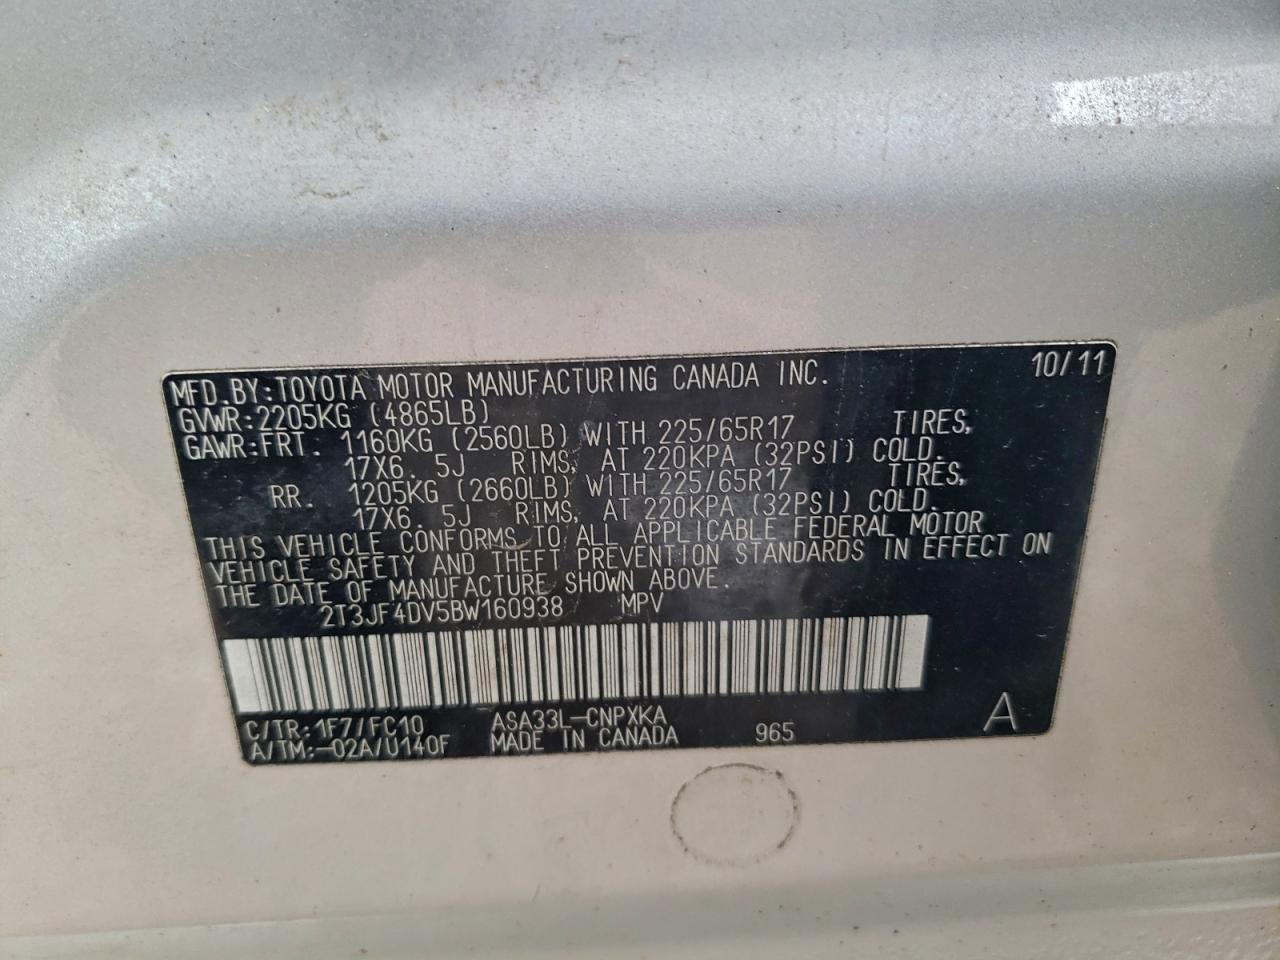 MFD.BY:TOYOTA MOTOR MANUFACTURING CANADA INC. 10/11
GVWR:2205KG (4865LB)
GAWR:FRT. 1160KG (2560LB) WITH 225/65R17 TIRES,
17X6.5J RIMS, AT 220KPA (32PSI) COLD.
RR. 1205KG (2660LB) WITH 225/65R17 TIRES,
17X6.5J RIMS, AT 220KPA (32PSI) COLD.
THIS VEHICLE CONFORMS TO ALL APPLICABLE FEDERAL MOTOR
VEHICLE SAFETY AND THEFT PREVENTION STANDARDS IN EFFECT ON
THE DATE OF MANUFACTURE SHOWN ABOVE.
2T3JF4DV5BW160938 MPV
C/TR:1F7/FC10 ASA33L-CNPXKA
A/TM:-02A/U140F MADE IN CANADA 965 A